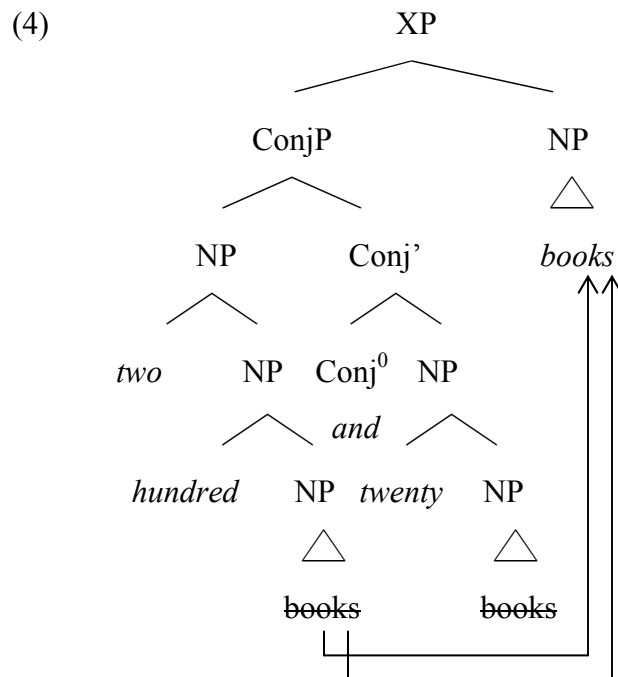 (4) XP
ConjP NP
NP Conj’ books
two NP Conj⁰ NP
and
hundred NP twenty NP
books books